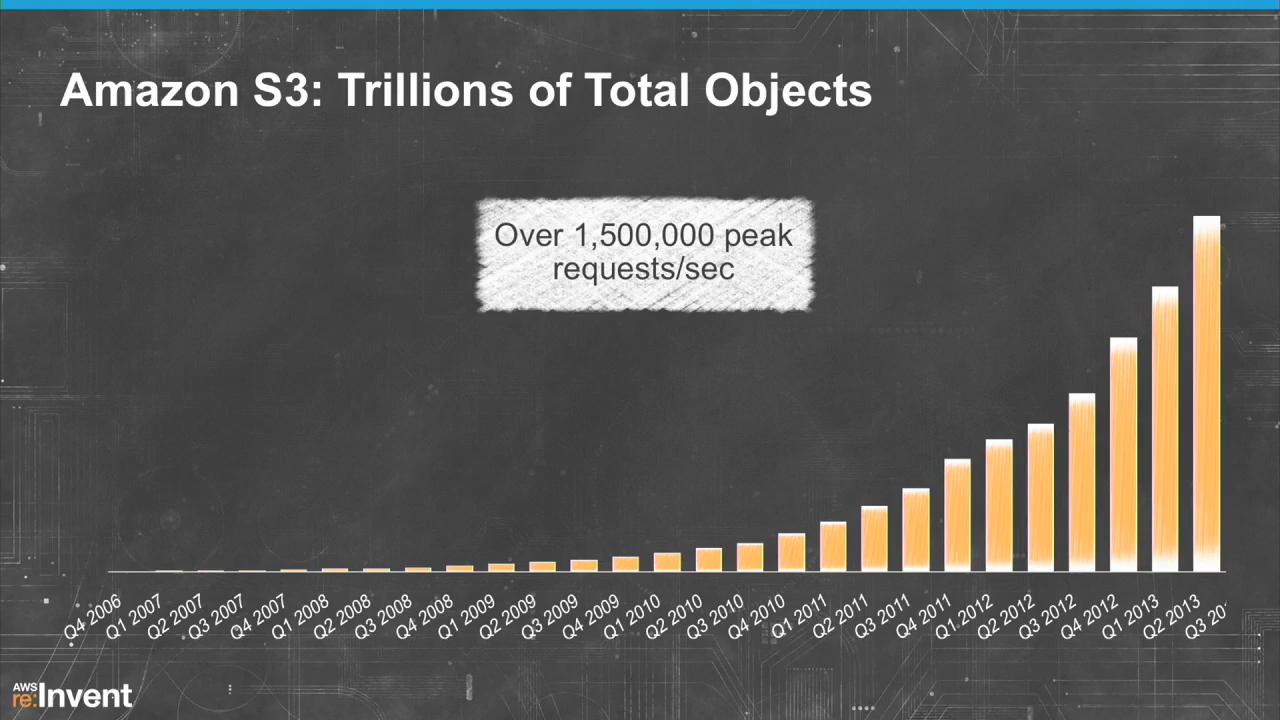 Amazon S3: Trillions of Total Objects
Over 1,500,000 peak
requests/sec
Q4 2006
Q1 2007
Q2 2007
Q3 2007
Q4 2007
Q1 2008
Q2 2008
Q3 2008
Q4 2008
Q1 2009
Q2 2009
Q3 2009
Q4 2009
Q1 2010
Q2 2010
Q3 2010
Q4 2010
Q1 2011
Q2 2011
Q3 2011
Q4 2011
Q1 2012
Q2 2012
Q3 2012
Q4 2012
Q1 2013
Q2 2013
Q3 20
AWS
re:Invent